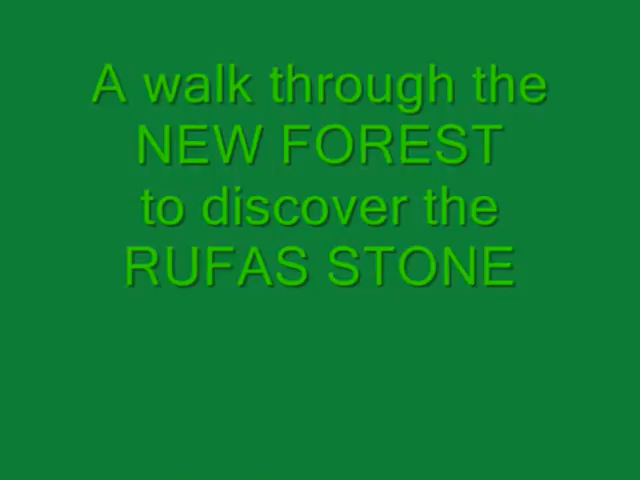 A walk through the
NEW FOREST
to discover the
RUFAS STONE